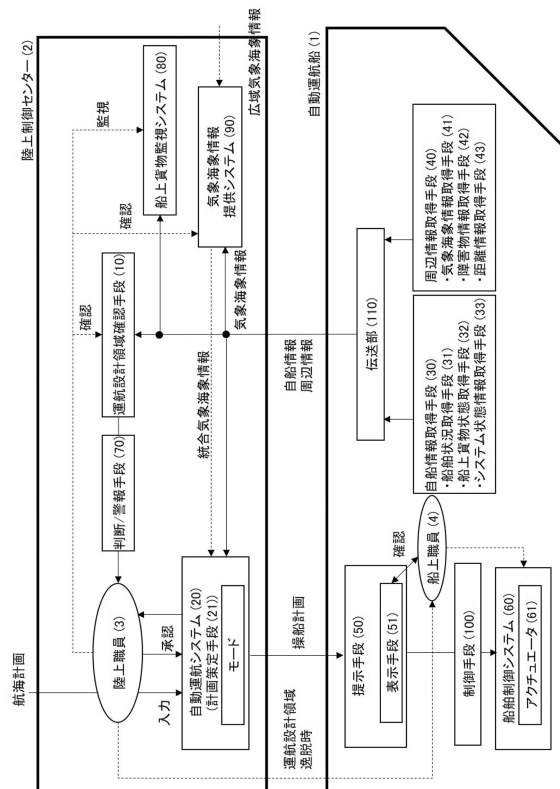 陸上制御センター(2)
航海計画
陸上職員(3)
入力
承認
自動運航システム(20)
(計画策定手段(21))
モード
判断/警報手段(70)
運航設計領域確認手段(10)
確認
確認
監視
船上貨物監視システム(80)
気象海象情報
提供システム(90)
広域気象海象情報
統合気象海象情報
気象海象情報
運航設計領域
逸脱時
操船計画
自船情報
周辺情報
自動運航船(1)
提示手段(50)
表示手段(51)
確認
船上職員(4)
制御手段(100)
船舶制御システム(60)
アクチュエータ(61)
伝送部(110)
自船情報取得手段(30)
・船舶状況取得手段(31)
・船上貨物状態取得手段(32)
・システム状態情報取得手段(33)
周辺情報取得手段(40)
・気象海象情報取得手段(41)
・障害物情報取得手段(42)
・距離情報取得手段(43)